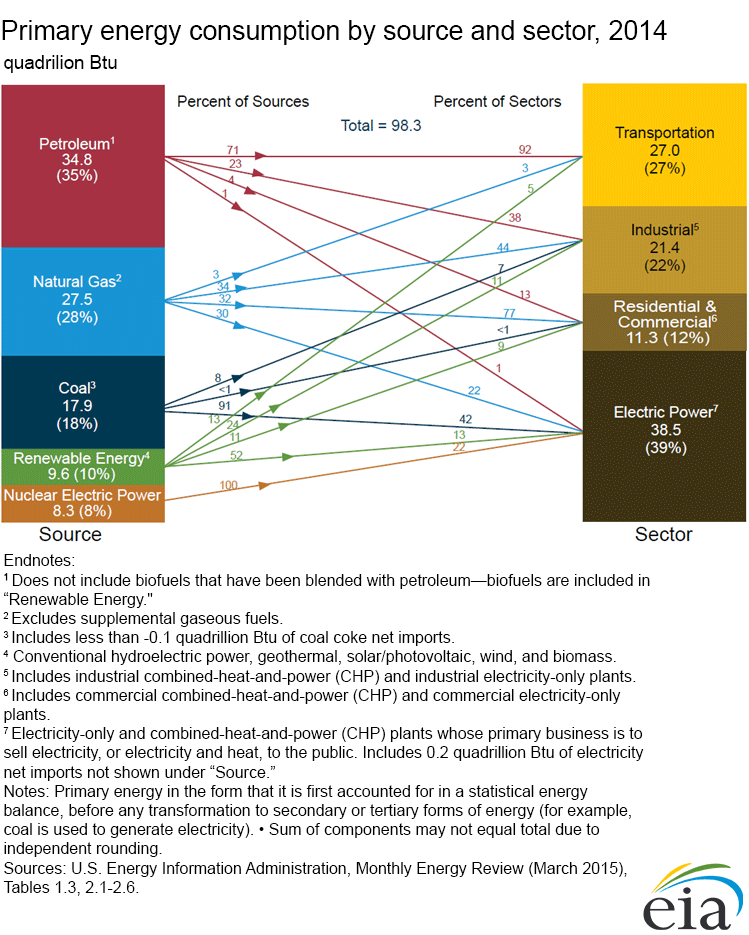 Primary energy consumption by source and sector, 2014
quadrilion Btu
Percent of Sources
Percent of Sectors
Total = 98.3
Petroleum¹
34.8
(35%)
Natural Gas²
27.5
(28%)
Coal³
17.9
(18%)
Renewable Energy⁴
9.6 (10%)
Nuclear Electric Power
8.3 (8%)
Source
71
23
4
1
3
34
32
30
8
<1
91
13
24
11
52
100
92
3
5
38
44
7
11
13
77
<1
9
1
22
42
13
22
Transportation
27.0
(27%)
Industrial⁵
21.4
(22%)
Residential &
Commercial⁶
11.3 (12%)
Electric Power⁷
38.5
(39%)
Sector
Endnotes:
¹ Does not include biofuels that have been blended with petroleum—biofuels are included in
“Renewable Energy."
² Excludes supplemental gaseous fuels.
³ Includes less than -0.1 quadrillion Btu of coal coke net imports.
⁴ Conventional hydroelectric power, geothermal, solar/photovoltaic, wind, and biomass.
⁵ Includes industrial combined-heat-and-power (CHP) and industrial electricity-only plants.
⁶ Includes commercial combined-heat-and-power (CHP) and commercial electricity-only
plants.
⁷ Electricity-only and combined-heat-and-power (CHP) plants whose primary business is to
sell electricity, or electricity and heat, to the public. Includes 0.2 quadrillion Btu of electricity
net imports not shown under “Source.”
Notes: Primary energy in the form that it is first accounted for in a statistical energy
balance, before any transformation to secondary or tertiary forms of energy (for example,
coal is used to generate electricity). • Sum of components may not equal total due to
independent rounding.
Sources: U.S. Energy Information Administration, Monthly Energy Review (March 2015),
Tables 1.3, 2.1-2.6.
eia